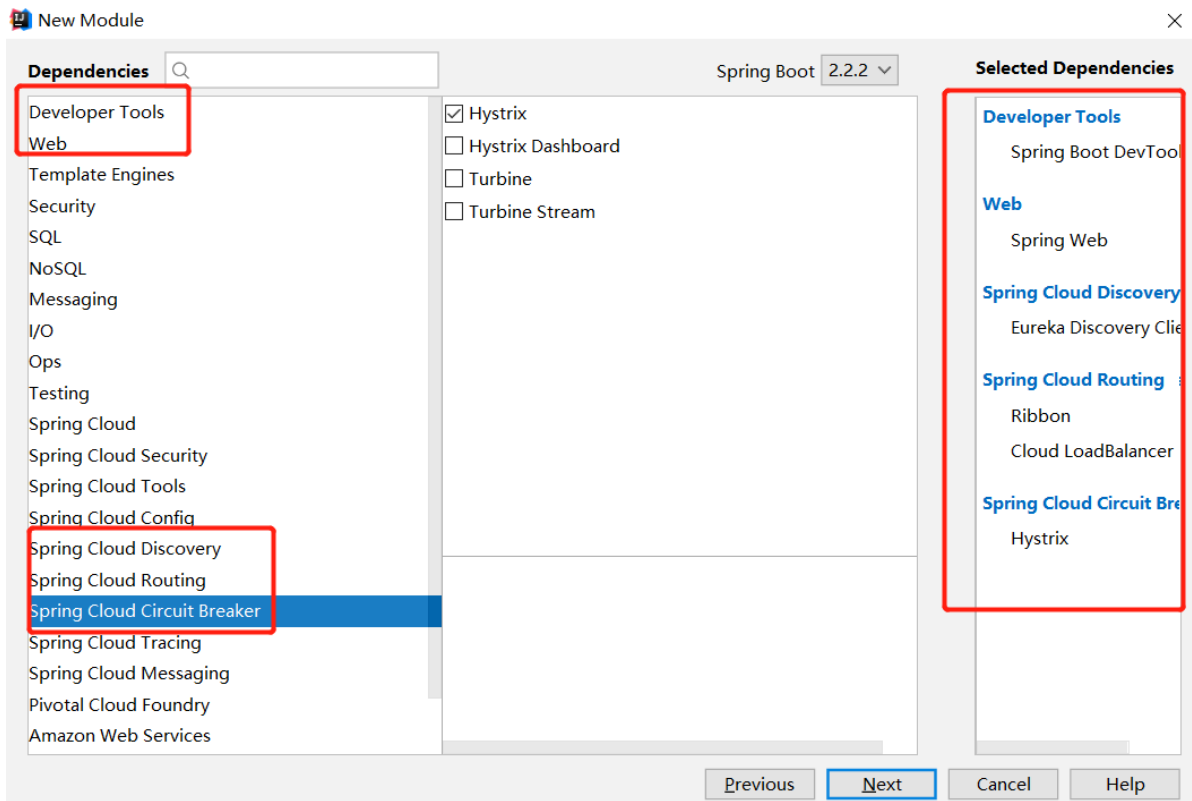 New Module
Dependencies
Spring Boot 2.2.2
Selected Dependencies
Developer Tools
Web
Template Engines
Security
SQL
NoSQL
Messaging
I/O
Ops
Testing
Spring Cloud
Spring Cloud Security
Spring Cloud Tools
Spring Cloud Config
Spring Cloud Discovery
Spring Cloud Routing
Spring Cloud Circuit Breaker
Spring Cloud Tracing
Spring Cloud Messaging
Pivotal Cloud Foundry
Amazon Web Services
Hystrix
Hystrix Dashboard
Turbine
Turbine Stream
Developer Tools
Spring Boot DevTool
Web
Spring Web
Spring Cloud Discovery
Eureka Discovery Clie
Spring Cloud Routing
Ribbon
Cloud LoadBalancer
Spring Cloud Circuit Bre
Hystrix
Previous
Next
Cancel
Help